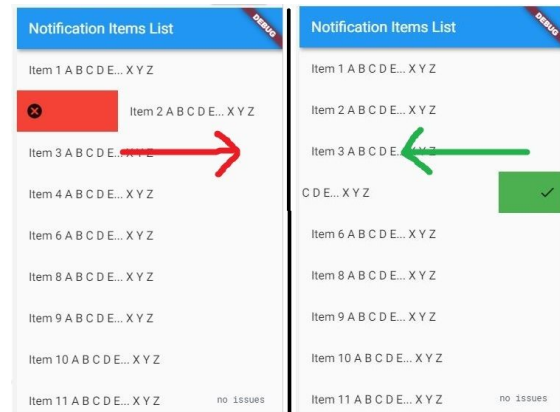 Notification Items List
DEBUG
Item 1 A B C D E... X Y Z
Item 2 A B C D E... X Y Z
Item 3 A B C D E... X Y Z
Item 4 A B C D E... X Y Z
Item 6 A B C D E... X Y Z
Item 8 A B C D E... X Y Z
Item 9 A B C D E... X Y Z
Item 10 A B C D E... X Y Z
Item 11 A B C D E... X Y Z
no issues
Notification Items List
DEBUG
Item 1 A B C D E... X Y Z
Item 2 A B C D E... X Y Z
Item 3 A B C D E... X Y Z
C D E... X Y Z
Item 6 A B C D E... X Y Z
Item 8 A B C D E... X Y Z
Item 9 A B C D E... X Y Z
Item 10 A B C D E... X Y Z
Item 11 A B C D E... X Y Z
no issues